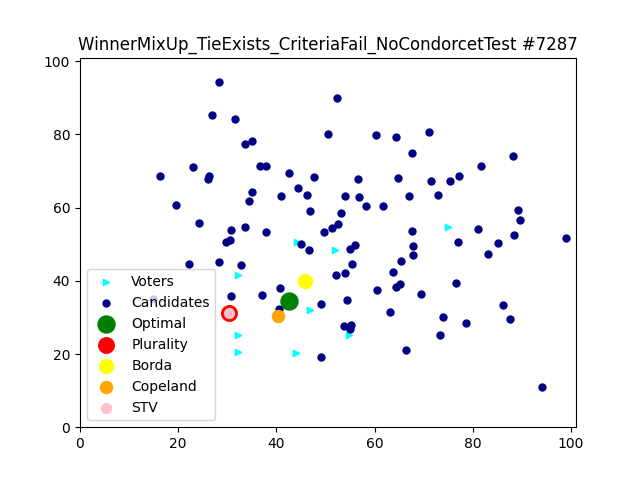 WinnerMixUp_TieExists_CriteriaFail_NoCondorcetTest #7287
100
80
60
40
20
0
Voters
Candidates
Optimal
Plurality
Borda
Copeland
STV
0 20 40 60 80 100